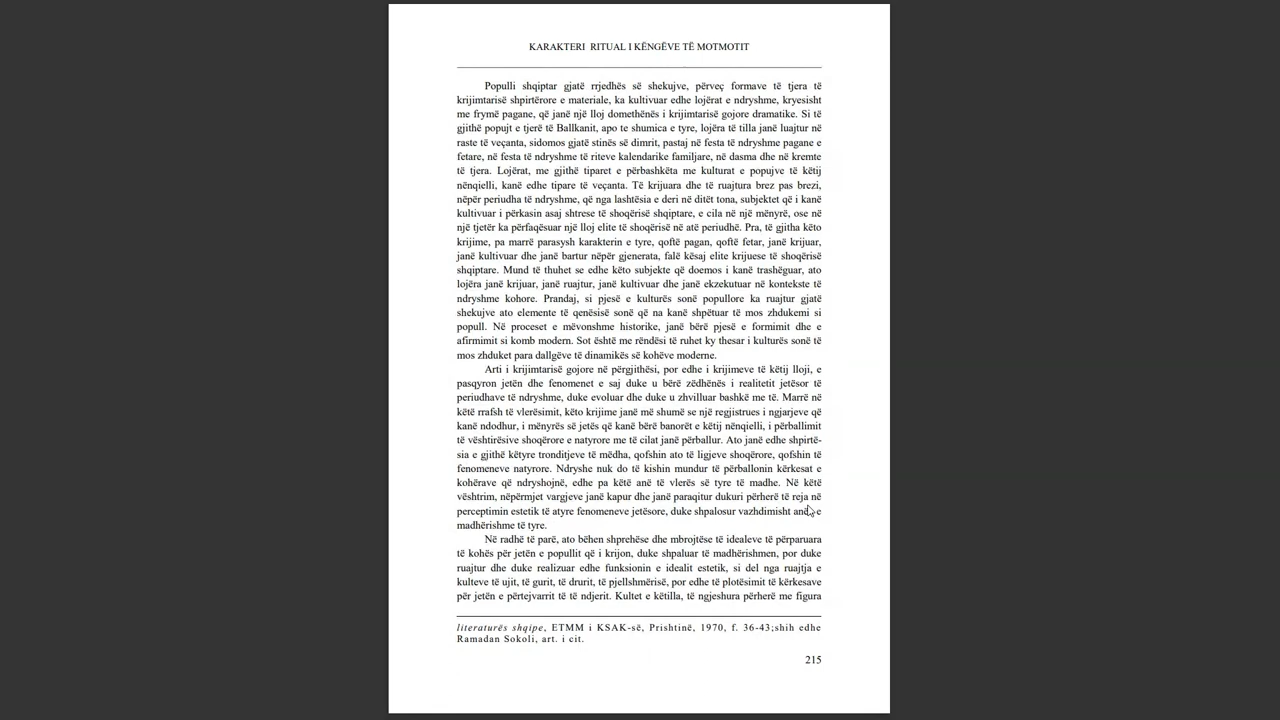 KARAKTERI RITUAL I KËNGËVE TË MOTMOTIT
Populli shqiptar gjatë rrjedhës së shekujve, përveç formave të tjera të
krijimtarisë shpirtërore e materiale, ka kultivuar edhe lojërat e ndryshme, kryesisht
me frymë pagane, që janë një lloj domethënës i krijimtarisë gojore dramatike. Si të
gjithë popujt e tjerë të Ballkanit, apo te shumica e tyre, lojëra të tilla janë luajtur në
raste të veçanta, sidomos gjatë stinës së dimrit, pastaj në festa të ndryshme pagane e
fetare, në festa të ndryshme të riteve kalendarike familjare, në dasma dhe në kremte
të tjera. Lojërat, me gjithë tiparet e përbashkëta me kulturat e popujve të këtij
nënqielli, kanë edhe tipare të veçanta. Të krijuara dhe të ruajtura brez pas brezi,
nëpër periudha të ndryshme, që nga lashtësia e deri në ditët tona, subjektet që i kanë
kultivuar i përkasin asaj shtrese të shoqërisë shqiptare, e cila në një mënyrë, ose në
një tjetër ka përfaqësuar një lloj elite të shoqërisë në atë periudhë. Pra, të gjitha këto
krijime, pa marrë parasysh karakterin e tyre, qoftë pagan, qoftë fetar, janë krijuar,
janë kultivuar dhe janë bartur nëpër gjenerata, falë kësaj elite krijuese të shoqërisë
shqiptare. Mund të thuhet se edhe këto subjekte që doemos i kanë trashëguar, ato
lojëra janë krijuar, janë ruajtur, janë kultivuar dhe janë ekzekutuar në kontekste të
ndryshme kohore. Prandaj, si pjesë e kulturës sonë popullore ka ruajtur gjatë
shekujve ato elemente të qenësisë sonë që na kanë shpëtuar të mos zhdukemi si
popull. Në proceset e mëvonshme historike, janë bërë pjesë e formimit dhe e
afirmimit si komb modern. Sot është me rëndësi të ruhet ky thesar i kulturës sonë të
mos zhduket para dallgëve të dinamikës së kohëve moderne.
Arti i krijimtarisë gojore në përgjithësi, por edhe i krijimeve të këtij lloji, e
pasqyron jetën dhe fenomenet e saj duke u bërë zëdhënës i realitetit jetësor të
periudhave të ndryshme, duke evoluar dhe duke u zhvilluar bashkë me të. Marrë në
këtë rrafsh të vlerësimit, këto krijime janë më shumë se një regjistrues i ngjarjeve që
kanë ndodhur, i mënyrës së jetës që kanë bërë banorët e këtij nënqielli, i përballimit
të vështirësive shoqërore e natyrore me të cilat janë përballur. Ato janë edhe shpirtë-
sia e gjithë këtyre tronditjeve të mëdha, qofshin ato të ligjeve shoqërore, qofshin të
fenomeneve natyrore. Ndryshe nuk do të kishin mundur të përballonin kërkesat e
kohërave që ndryshojnë, edhe pa këtë anë të vlerës së tyre të madhe. Në këtë
vështrim, nëpërmjet vargjeve janë kapur dhe janë paraqitur dukuri përherë të reja në
perceptimin estetik të atyre fenomeneve jetësore, duke shpalosur vazhdimisht anën e
madhërishme të tyre.
Në radhë të parë, ato bëhen shprehëse dhe mbrojtëse të idealeve të përparuara
të kohës për jetën e popullit që i krijon, duke shpaluar të madhërishmen, por duke
ruajtur dhe duke realizuar edhe funksionin e idealit estetik, si del nga ruajtja e
kulteve të ujit, të gurit, të drurit, të pjellshmërisë, por edhe të plotësimit të kërkesave
për jetën e përtejvarrit të të ndjerit. Kultet e këtilla, të ngjeshura përherë me figura
literaturës shqipe, ETMM i KSAK-së, Prishtinë, 1970, f. 36-43;shih edhe
Ramadan Sokoli, art. i cit.
215